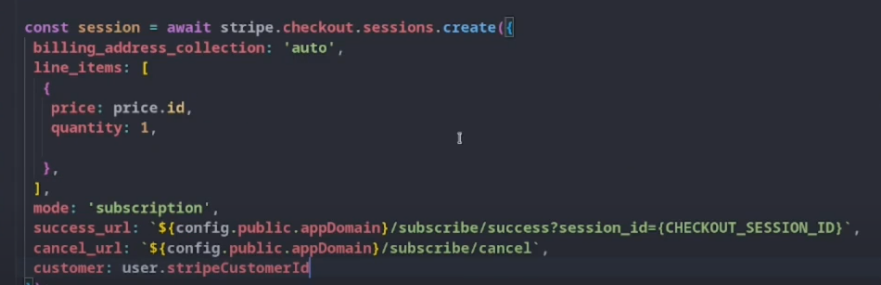 const session = await stripe.checkout.sessions.create({
billing_address_collection: 'auto',
line_items: [
{
price: price.id,
quantity: 1,
},
],
mode: 'subscription',
success_url: `${config.public.appDomain}/subscribe/success?session_id={CHECKOUT_SESSION_ID}`,
cancel_url: `${config.public.appDomain}/subscribe/cancel`,
customer: user.stripeCustomerId